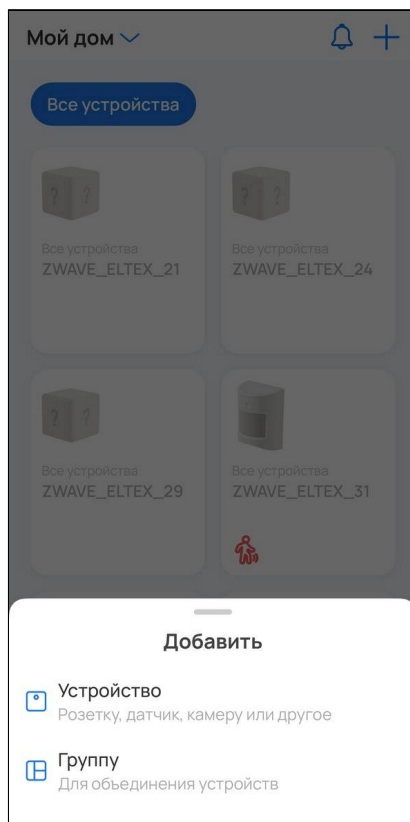 Мой дом
Все устройства
Все устройства
ZWAVE_ELTEX_21
Все устройства
ZWAVE_ELTEX_24
Все устройства
ZWAVE_ELTEX_29
Все устройства
ZWAVE_ELTEX_31
Добавить
Устройство
Розетку, датчик, камеру или другое
Группу
Для объединения устройств